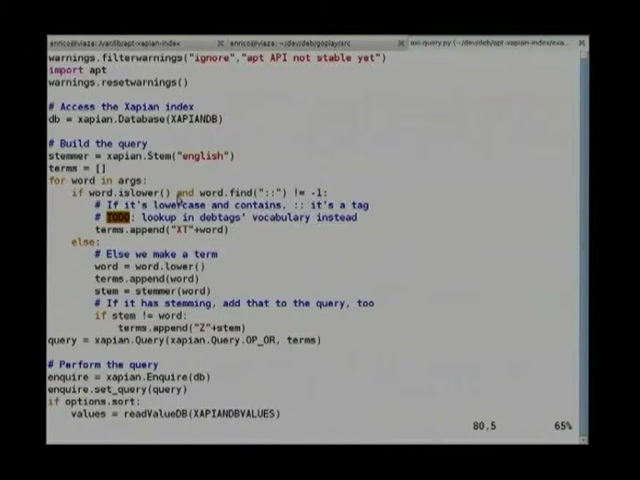 enrico@viaza: /var/lib/apt-xapian-index
enrico@viaza: ~/dev/deb/goplay/src
axi-query.py (~/dev/deb/apt-xapian-index/exa...
warnings.filterwarnings("ignore","apt API not stable yet")
import apt
warnings.resetwarnings()
# Access the Xapian index
db = xapian.Database(XAPIANDB)
# Build the query
stemmer = xapian.Stem("english")
terms = []
for word in args:
if word.islower() and word.find("::") != -1:
# If it's lowercase and contains, :: it's a tag
# TODO: lookup in debtags' vocabulary instead
terms.append("XT"+word)
else:
# Else we make a term
word = word.lower()
terms.append(word)
stem = stemmer(word)
# If it has stemming, add that to the query, too
if stem != word:
terms.append("Z"+stem)
query = xapian.Query(xapian.Query.OP_OR, terms)
# Perform the query
enquire = xapian.Enquire(db)
enquire.set_query(query)
if options.sort:
values = readValueDB(XAPIANDBVALUES)
80,5 65%